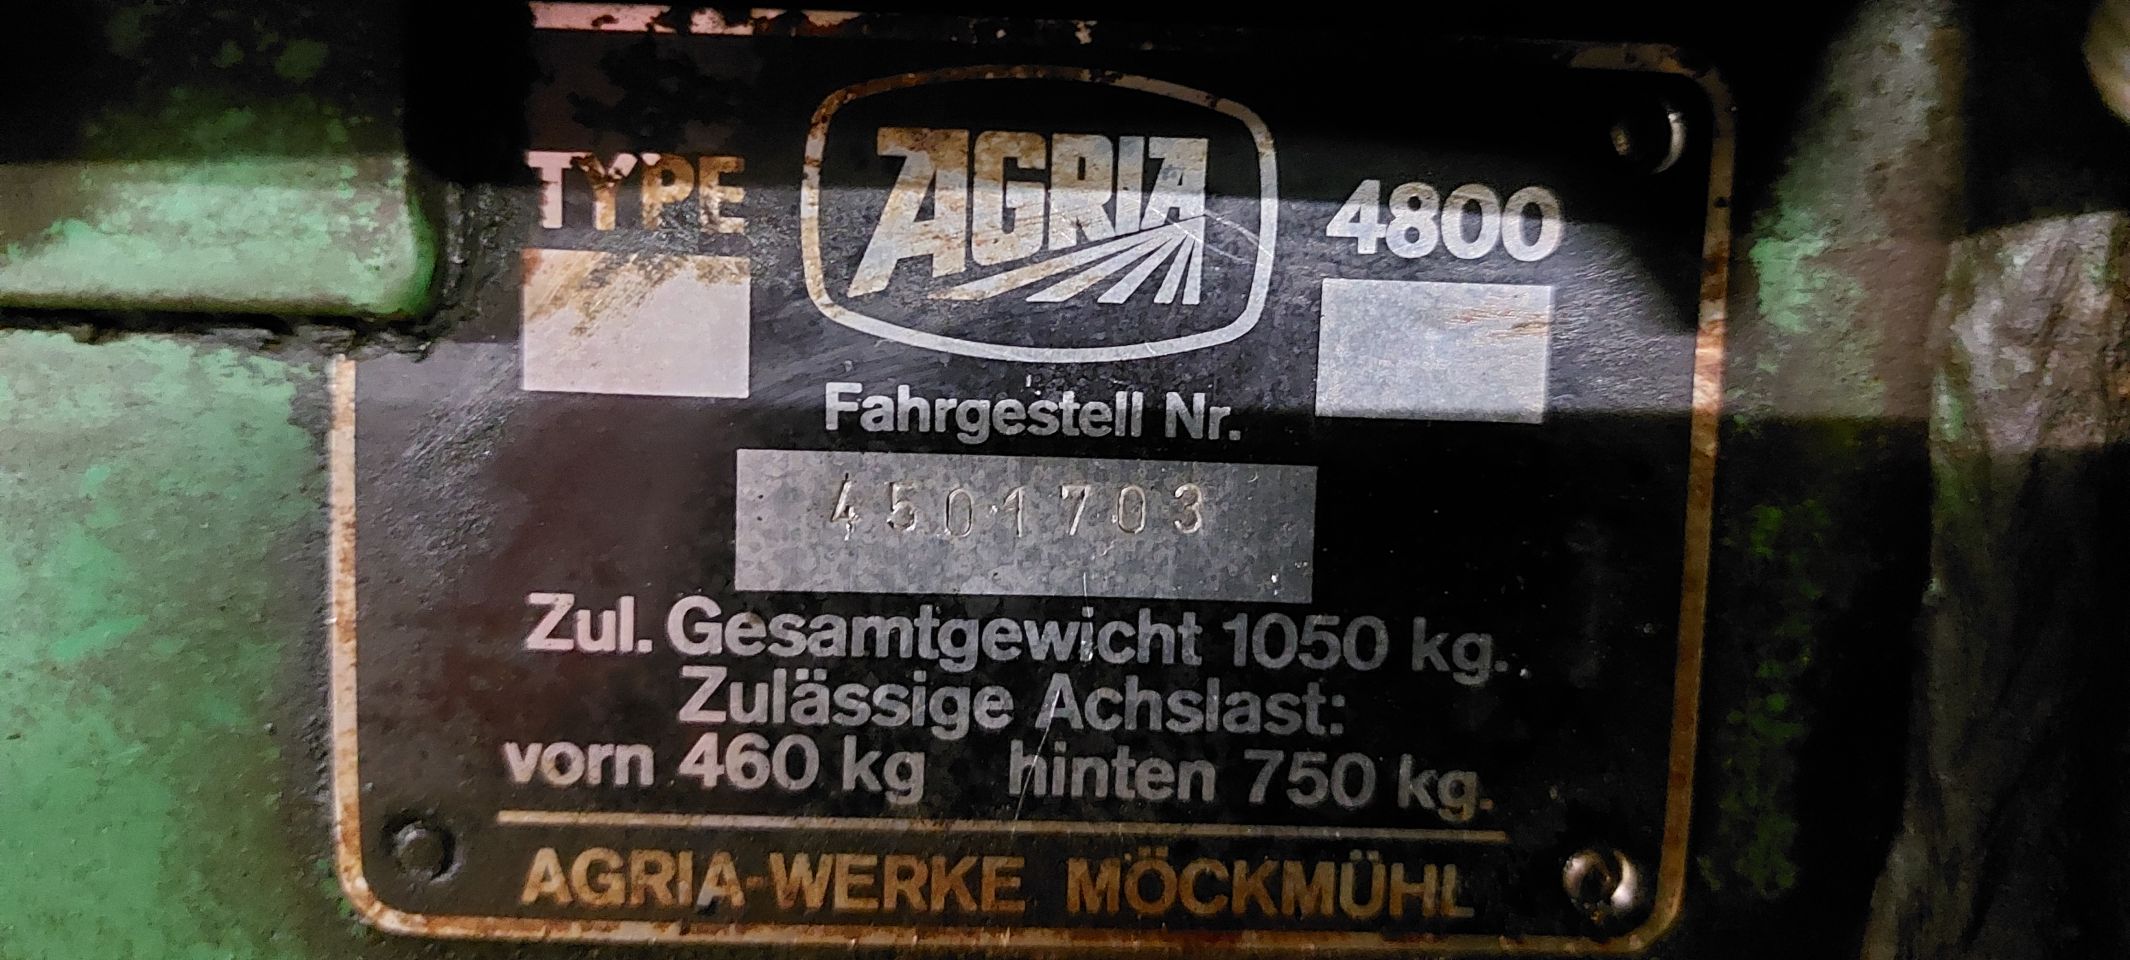 TYPE AGRIA 4800
Fahrgestell Nr.
4501703
Zul. Gesamtgewicht 1050 kg.
Zulässige Achslast:
vorn 460 kg hinten 750 kg.
AGRIA-WERKE MÖCKMÜHL